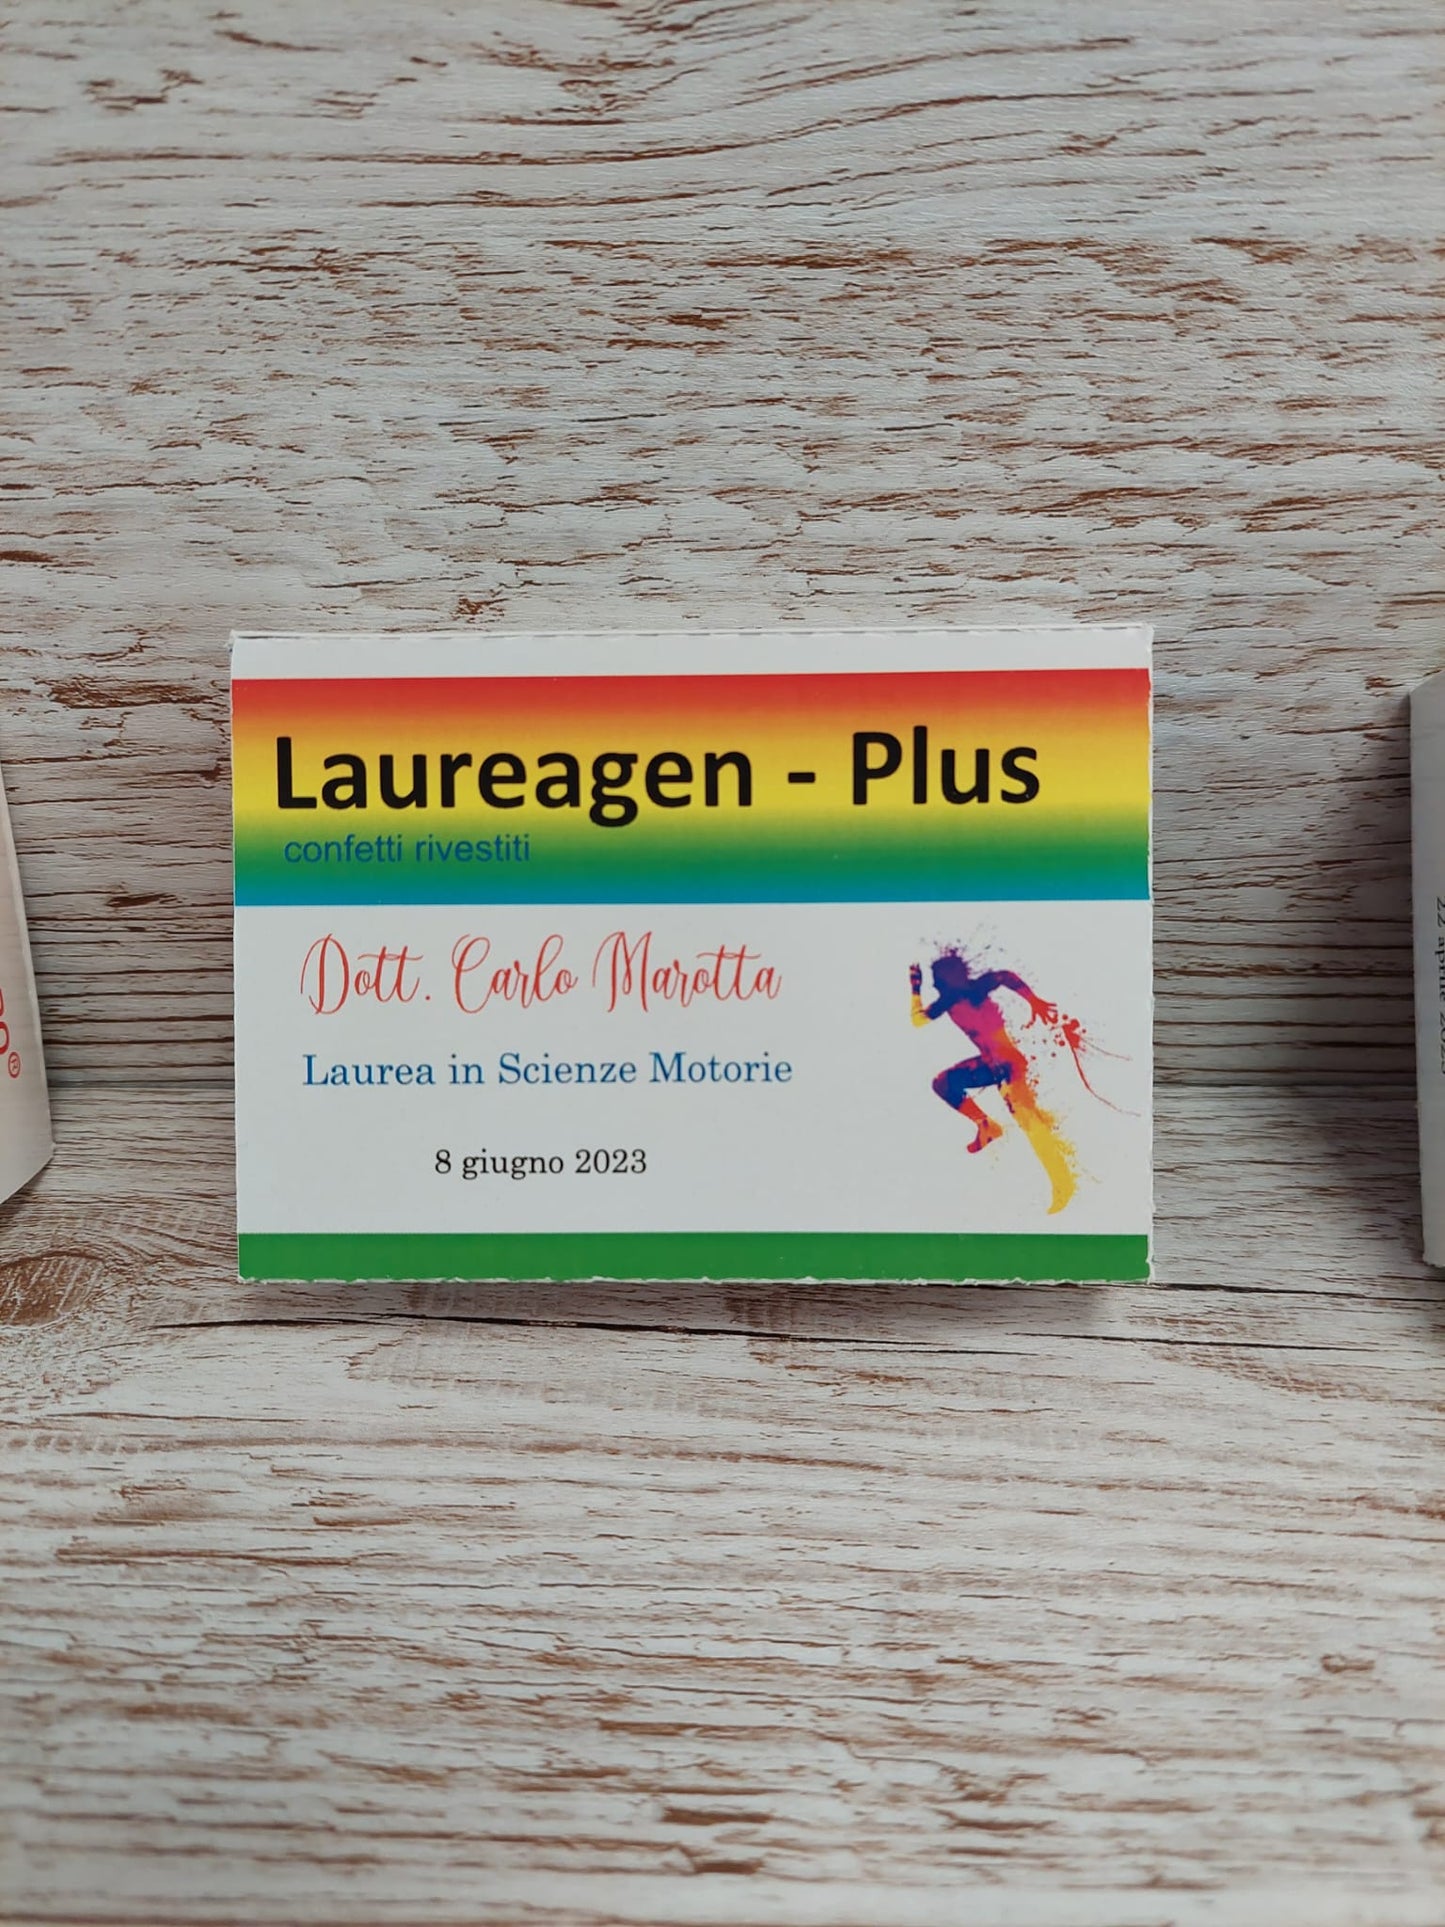 Laureagen - Plus
confetti rivestiti
Dott. Carlo Marotta
Laurea in Scienze Motorie
8 giugno 2023
®